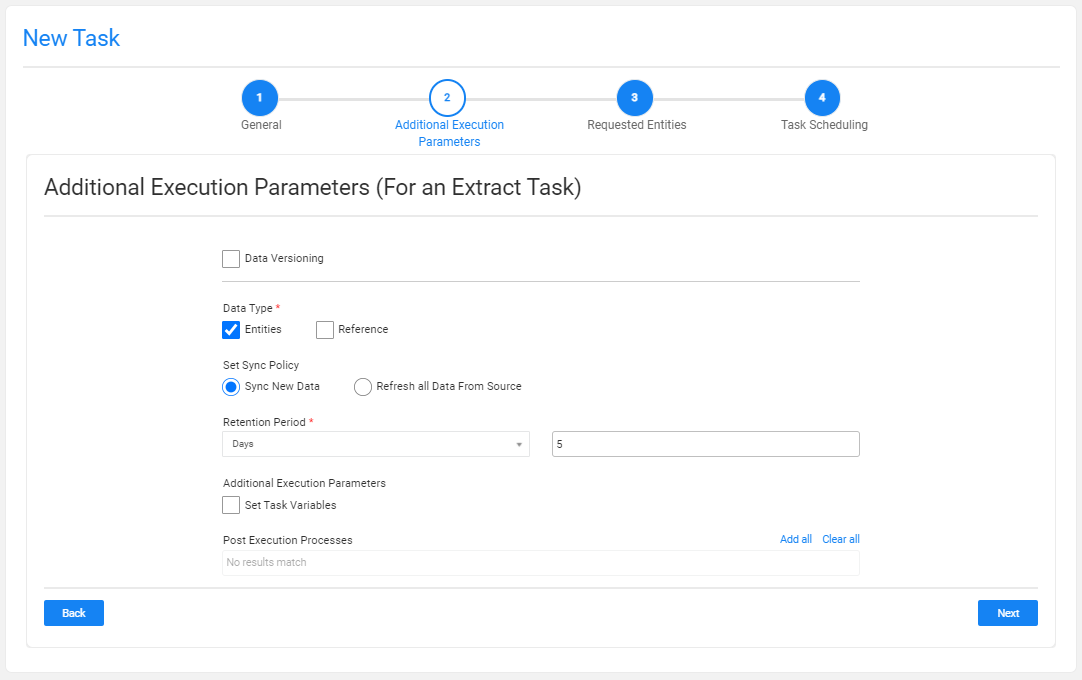 New Task
1
2
3
4
General
Additional Execution
Parameters
Requested Entities
Task Scheduling
Additional Execution Parameters (For an Extract Task)
Data Versioning
Data Type *
Entities
Reference
Set Sync Policy
Sync New Data
Refresh all Data From Source
Retention Period *
Days
5
Additional Execution Parameters
Set Task Variables
Post Execution Processes
Add all
Clear all
No results match
Back
Next